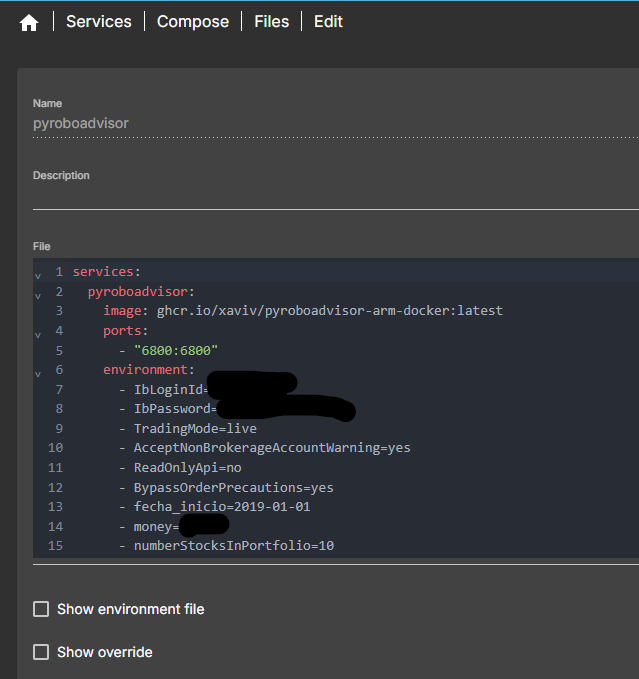 Services | Compose | Files | Edit
Name
pyroboadvisor
Description
File
1 services:
2 pyroboadvisor:
3 image: ghcr.io/xaviv/pyroboadvisor-arm-docker:latest
4 ports:
5 - "6800:6800"
6 environment:
7 - IbLoginId=
8 - IbPassword=
9 - TradingMode=live
10 - AcceptNonBrokerageAccountWarning=yes
11 - ReadOnlyApi=no
12 - BypassOrderPrecautions=yes
13 - fecha_inicio=2019-01-01
14 - money=
15 - numberStocksInPortfolio=10
Show environment file
Show override